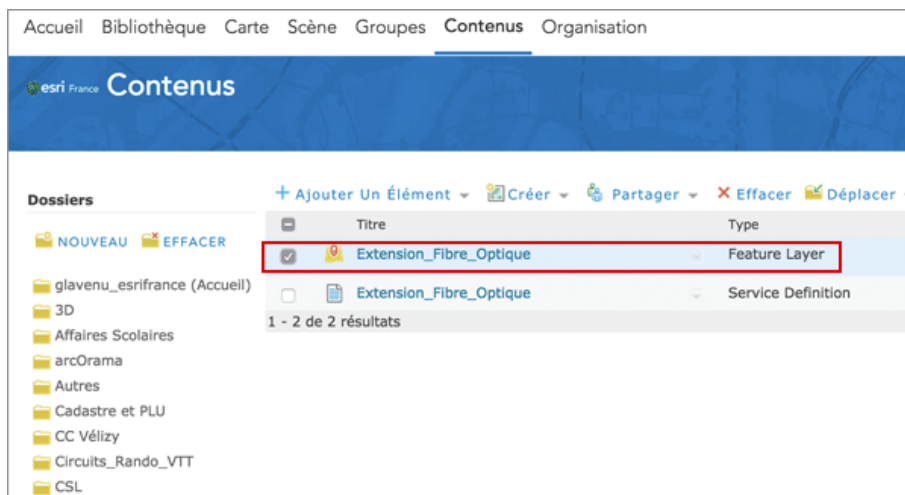 Accueil Bibliothèque Carte Scène Groupes Contenus Organisation
esri France Contenus
Dossiers
NOUVEAU EFFACER
glavenu_esrifrance (Accueil)
3D
Affaires Scolaires
arcOrama
Autres
Cadastre et PLU
CC Vélizy
Circuits_Rando_VTT
CSL
+ Ajouter Un Élément Créer Partager Effacer Déplacer
Titre Type
Extension_Fibre_Optique Feature Layer
Extension_Fibre_Optique Service Definition
1 - 2 de 2 résultats